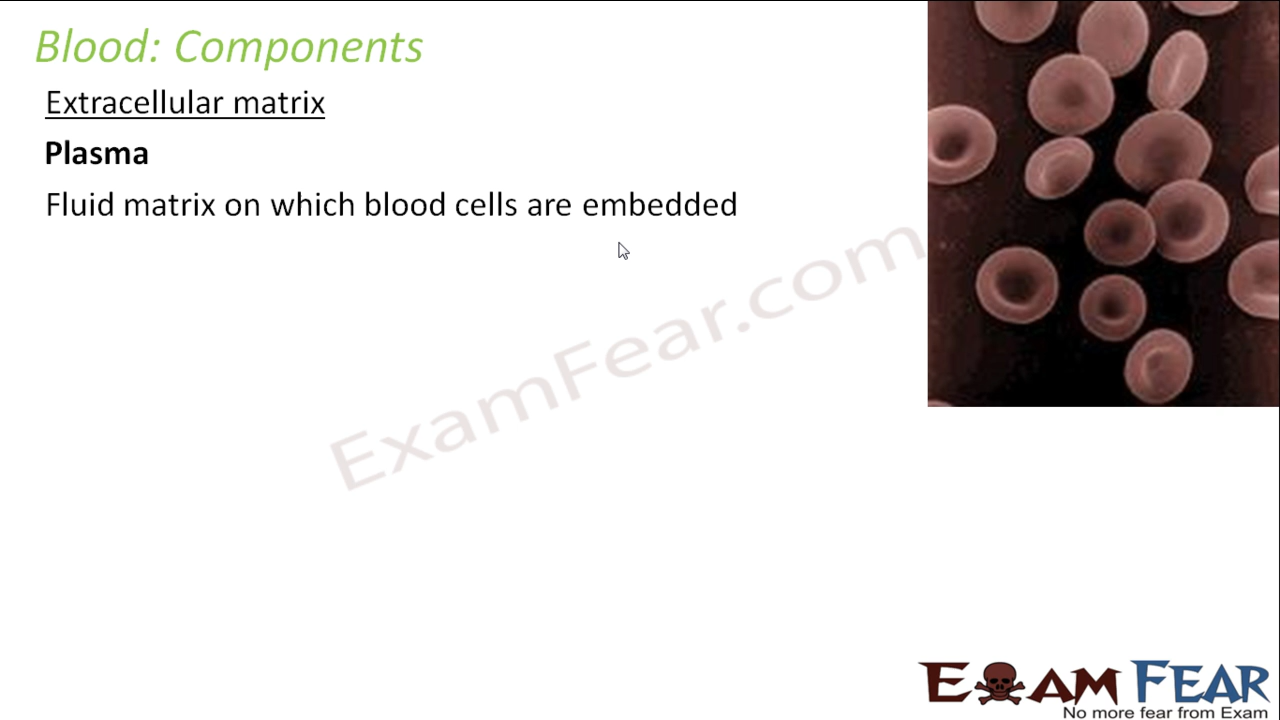 Blood: Components
Extracellular matrix
Plasma
Fluid matrix on which blood cells are embedded
ExamFear.com
EXAM FEAR
No more fear from Exam